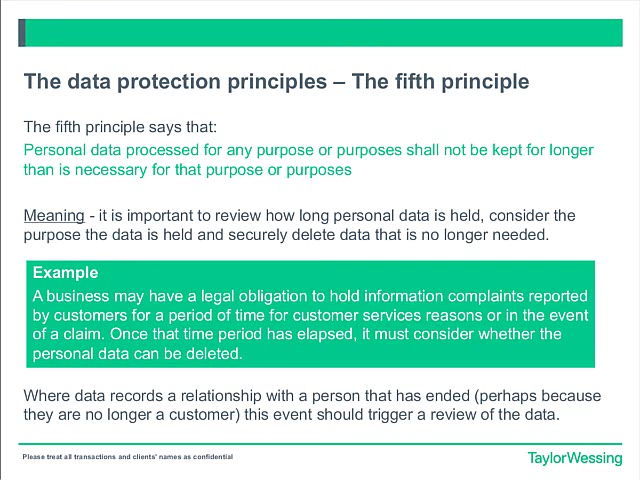 The data protection principles – The fifth principle
The fifth principle says that:
Personal data processed for any purpose or purposes shall not be kept for longer
than is necessary for that purpose or purposes
Meaning - it is important to review how long personal data is held, consider the
purpose the data is held and securely delete data that is no longer needed.
Example
A business may have a legal obligation to hold information complaints reported
by customers for a period of time for customer services reasons or in the event
of a claim. Once that time period has elapsed, it must consider whether the
personal data can be deleted.
Where data records a relationship with a person that has ended (perhaps because
they are no longer a customer) this event should trigger a review of the data.
Please treat all transactions and clients' names as confidential
TaylorWessing